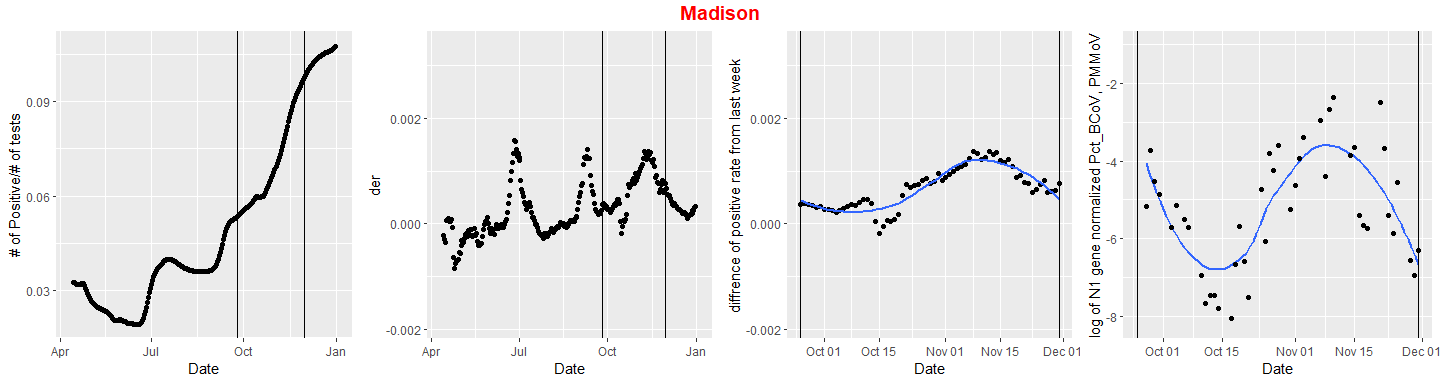 Madison
# of Positive/# of tests
0.09
0.06
0.03
Apr
Jul
Oct
Jan
Date
der
0.002
0.000
-0.002
Apr
Jul
Oct
Jan
Date
diffrence of positive rate from last week
0.002
0.000
-0.002
Oct 01
Oct 15
Nov 01
Nov 15
Dec 01
Date
log of N1 gene normalized Pct_BCoV, PMMoV
-2
-4
-6
-8
Oct 01
Oct 15
Nov 01
Nov 15
Dec 01
Date